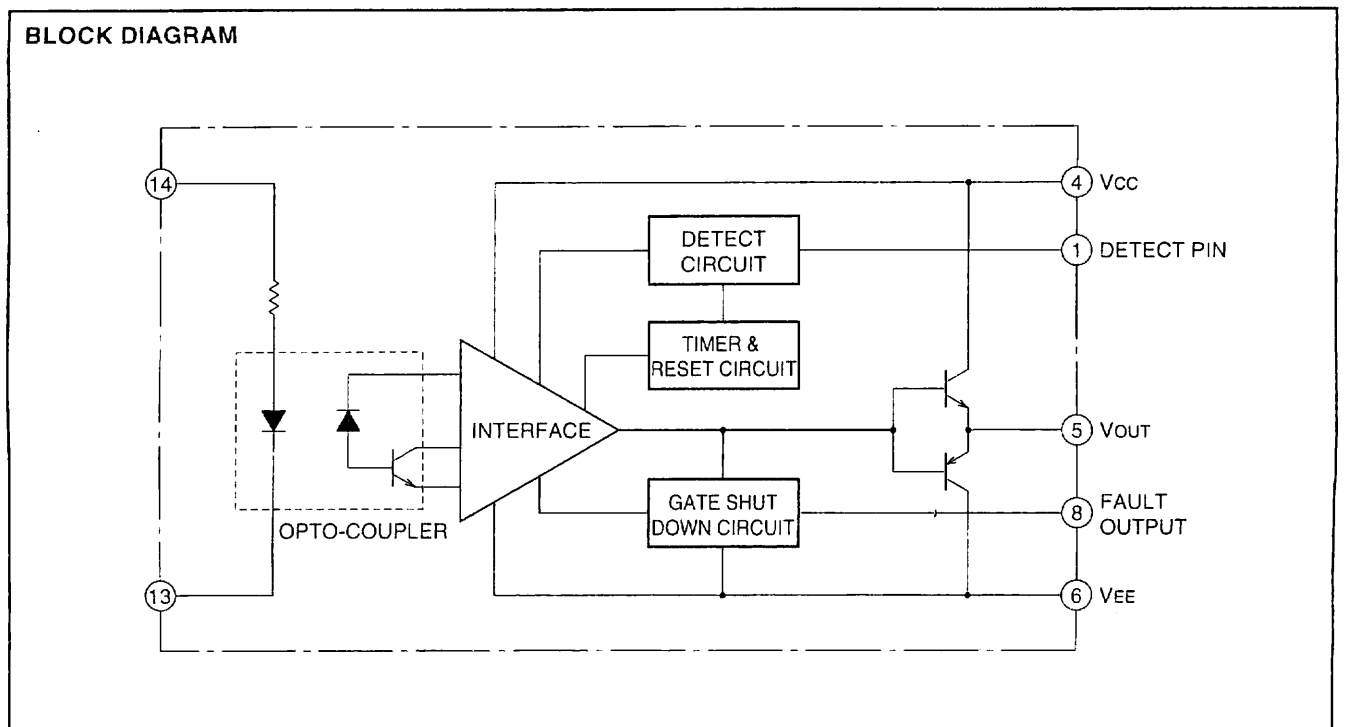 BLOCK DIAGRAM
14
4 VCC
DETECT
CIRCUIT
1 DETECT PIN
TIMER &
RESET CIRCUIT
INTERFACE
5 VOUT
GATE SHUT
DOWN CIRCUIT
8 FAULT
OUTPUT
OPTO-COUPLER
13
6 VEE